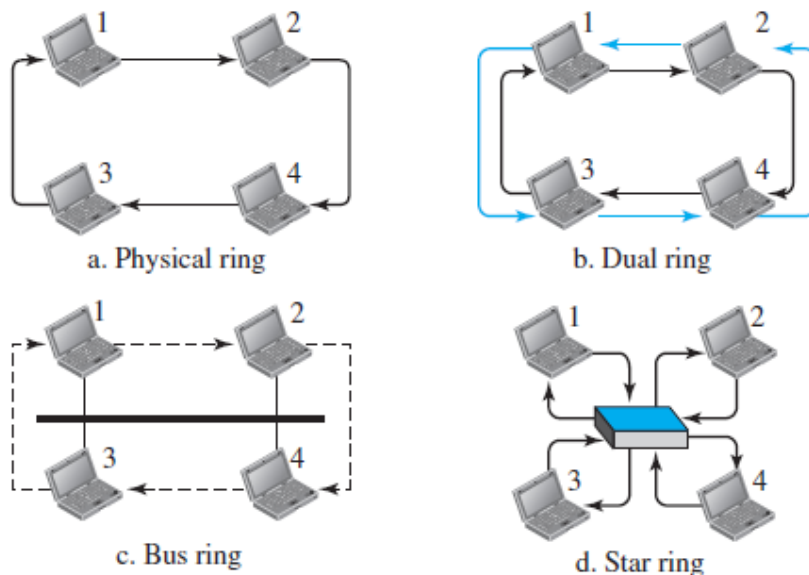 1 2
3 4
a. Physical ring
1 2
3 4
b. Dual ring
1 2
3 4
c. Bus ring
1 2
3 4
d. Star ring